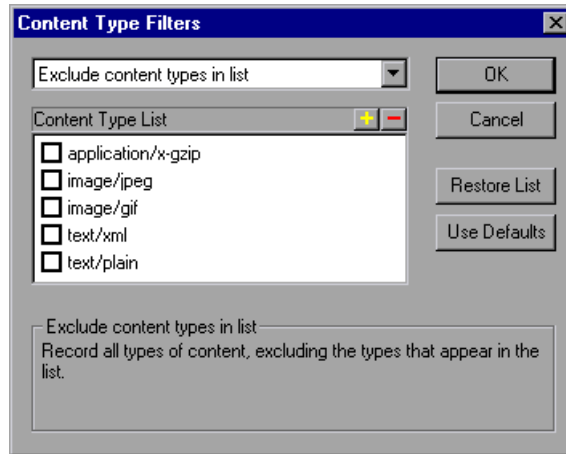 Content Type Filters
Exclude content types in list
OK
Content Type List
Cancel
application/x-gzip
image/jpeg
image/gif
text/xml
text/plain
Restore List
Use Defaults
Exclude content types in list
Record all types of content, excluding the types that appear in the
list.